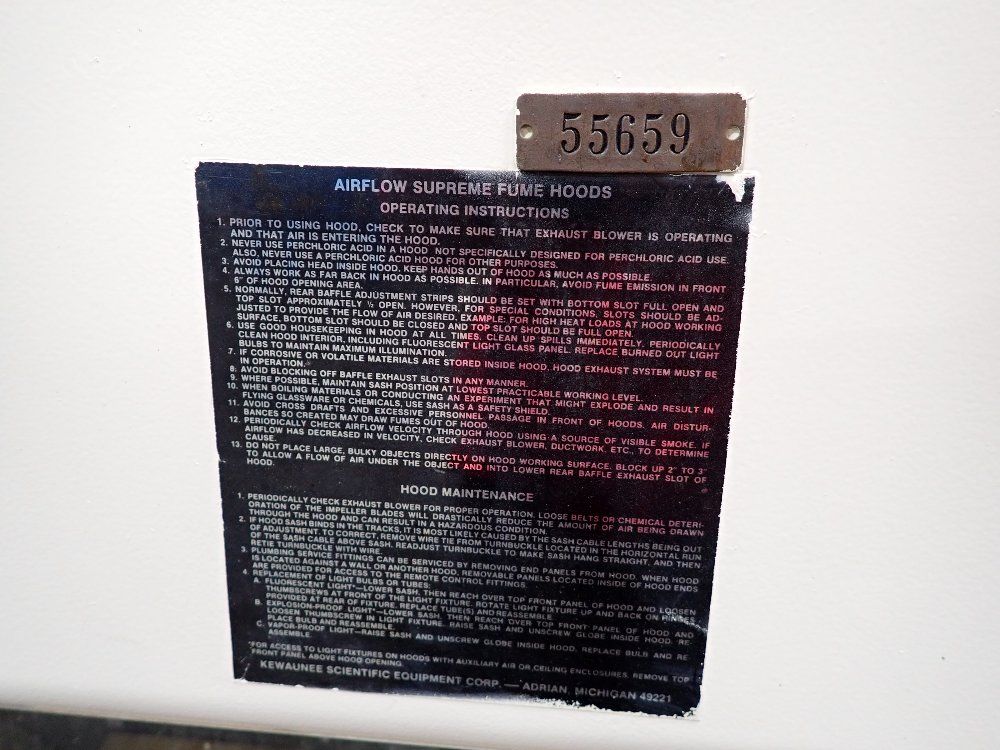 55659
AIRFLOW SUPREME FUME HOODS
OPERATING INSTRUCTIONS
1. PRIOR TO USING HOOD, CHECK TO MAKE SURE THAT EXHAUST BLOWER IS OPERATING
AND THAT AIR IS ENTERING THE HOOD.
2. NEVER USE PERCHLORIC ACID IN A HOOD NOT SPECIFICALLY DESIGNED FOR PERCHLORIC ACID USE.
ALSO, NEVER USE A PERCHLORIC ACID HOOD FOR OTHER PURPOSES.
3. AVOID PLACING HEAD INSIDE HOOD. KEEP HANDS OUT OF HOOD AS MUCH AS POSSIBLE.
4. ALWAYS WORK AS FAR BACK IN HOOD AS POSSIBLE. IN PARTICULAR, AVOID FUME EMISSION IN FRONT
6" OF HOOD OPENING AREA.
5. NORMALLY, REAR BAFFLE ADJUSTMENT STRIPS SHOULD BE SET WITH BOTTOM SLOT FULL OPEN AND
TOP SLOT APPROXIMATELY ½ OPEN. HOWEVER, FOR SPECIAL CONDITIONS, SLOTS SHOULD BE AD-
JUSTED TO PROVIDE THE FLOW OF AIR DESIRED. EXAMPLE: FOR HIGH HEAT LOADS AT HOOD WORKING
SURFACE, BOTTOM SLOT SHOULD BE CLOSED AND TOP SLOT SHOULD BE FULL OPEN.
6. USE GOOD HOUSEKEEPING IN HOOD AT ALL TIMES. CLEAN UP SPILLS IMMEDIATELY. PERIODICALLY
CLEAN HOOD INTERIOR, INCLUDING FLUORESCENT LIGHT GLASS PANEL. REPLACE BURNED OUT LIGHT
BULBS TO MAINTAIN MAXIMUM ILLUMINATION.
7. IF CORROSIVE OR VOLATILE MATERIALS ARE STORED INSIDE HOOD, HOOD EXHAUST SYSTEM MUST BE
IN OPERATION.
8. AVOID BLOCKING OFF BAFFLE EXHAUST SLOTS IN ANY MANNER.
9. WHERE POSSIBLE, MAINTAIN SASH POSITION AT LOWEST PRACTICABLE WORKING LEVEL.
10. WHEN BOILING MATERIALS OR CONDUCTING AN EXPERIMENT THAT MIGHT EXPLODE AND RESULT IN
FLYING GLASSWARE OR CHEMICALS, USE SASH AS A SAFETY SHIELD.
11. AVOID CROSS DRAFTS AND EXCESSIVE PERSONNEL PASSAGE IN FRONT OF HOODS. AIR DISTUR-
BANCES SO CREATED MAY DRAW FUMES OUT OF HOOD.
12. PERIODICALLY CHECK AIRFLOW VELOCITY THROUGH HOOD USING A SOURCE OF VISIBLE SMOKE. IF
AIRFLOW HAS DECREASED IN VELOCITY, CHECK EXHAUST BLOWER, DUCTWORK, ETC., TO DETERMINE
CAUSE.
13. DO NOT PLACE LARGE, BULKY OBJECTS DIRECTLY ON HOOD WORKING SURFACE. BLOCK UP 2" TO 3"
TO ALLOW A FLOW OF AIR UNDER THE OBJECT AND INTO LOWER REAR BAFFLE EXHAUST SLOT OF
HOOD.
HOOD MAINTENANCE
1. PERIODICALLY CHECK EXHAUST BLOWER FOR PROPER OPERATION. LOOSE BELTS OR CHEMICAL DETERI-
ORATION OF THE IMPELLER BLADES WILL DRASTICALLY REDUCE THE AMOUNT OF AIR BEING DRAWN
THROUGH THE HOOD AND CAN RESULT IN A HAZARDOUS CONDITION.
2. IF HOOD SASH BINDS IN THE TRACKS, IT IS MOST LIKELY CAUSED BY THE SASH CABLE LENGTHS BEING OUT
OF ADJUSTMENT. TO CORRECT, REMOVE WIRE TIE FROM TURNBUCKLE LOCATED IN THE HORIZONTAL RUN
OF THE SASH CABLE ABOVE SASH. READJUST TURNBUCKLE TO MAKE SASH HANG STRAIGHT, AND THEN
RETIE TURNBUCKLE WITH WIRE.
3. PLUMBING SERVICE FITTINGS CAN BE SERVICED BY REMOVING END PANELS FROM HOOD. WHEN HOOD
IS LOCATED AGAINST A WALL OR ANOTHER HOOD, REMOVABLE PANELS LOCATED INSIDE OF HOOD ENDS
ARE PROVIDED FOR ACCESS TO THE REMOTE CONTROL FITTINGS.
4. REPLACEMENT OF LIGHT BULBS OR TUBES:
A. FLUORESCENT LIGHT*—LOWER SASH, THEN REACH OVER TOP FRONT PANEL OF HOOD AND LOOSEN
THUMBSCREWS AT FRONT OF THE LIGHT FIXTURE. ROTATE LIGHT FIXTURE UP AND BACK ON HINGES
PROVIDED AT REAR OF FIXTURE. REPLACE TUBE(S) AND REASSEMBLE.
B. EXPLOSION-PROOF LIGHT*—LOWER SASH, THEN REACH OVER TOP FRONT PANEL OF HOOD AND
LOOSEN THUMBSCREW IN LIGHT FIXTURE. RAISE SASH AND UNSCREW GLOBE INSIDE HOOD. RE-
PLACE BULB AND REASSEMBLE.
C. VAPOR-PROOF LIGHT—RAISE SASH AND UNSCREW GLOBE INSIDE HOOD. REPLACE BULB AND RE-
ASSEMBLE.
*FOR ACCESS TO LIGHT FIXTURES ON HOODS WITH AUXILIARY AIR OR CEILING ENCLOSURES, REMOVE TOP
FRONT PANEL ABOVE HOOD OPENING.
KEWAUNEE SCIENTIFIC EQUIPMENT CORP. — ADRIAN, MICHIGAN 49221